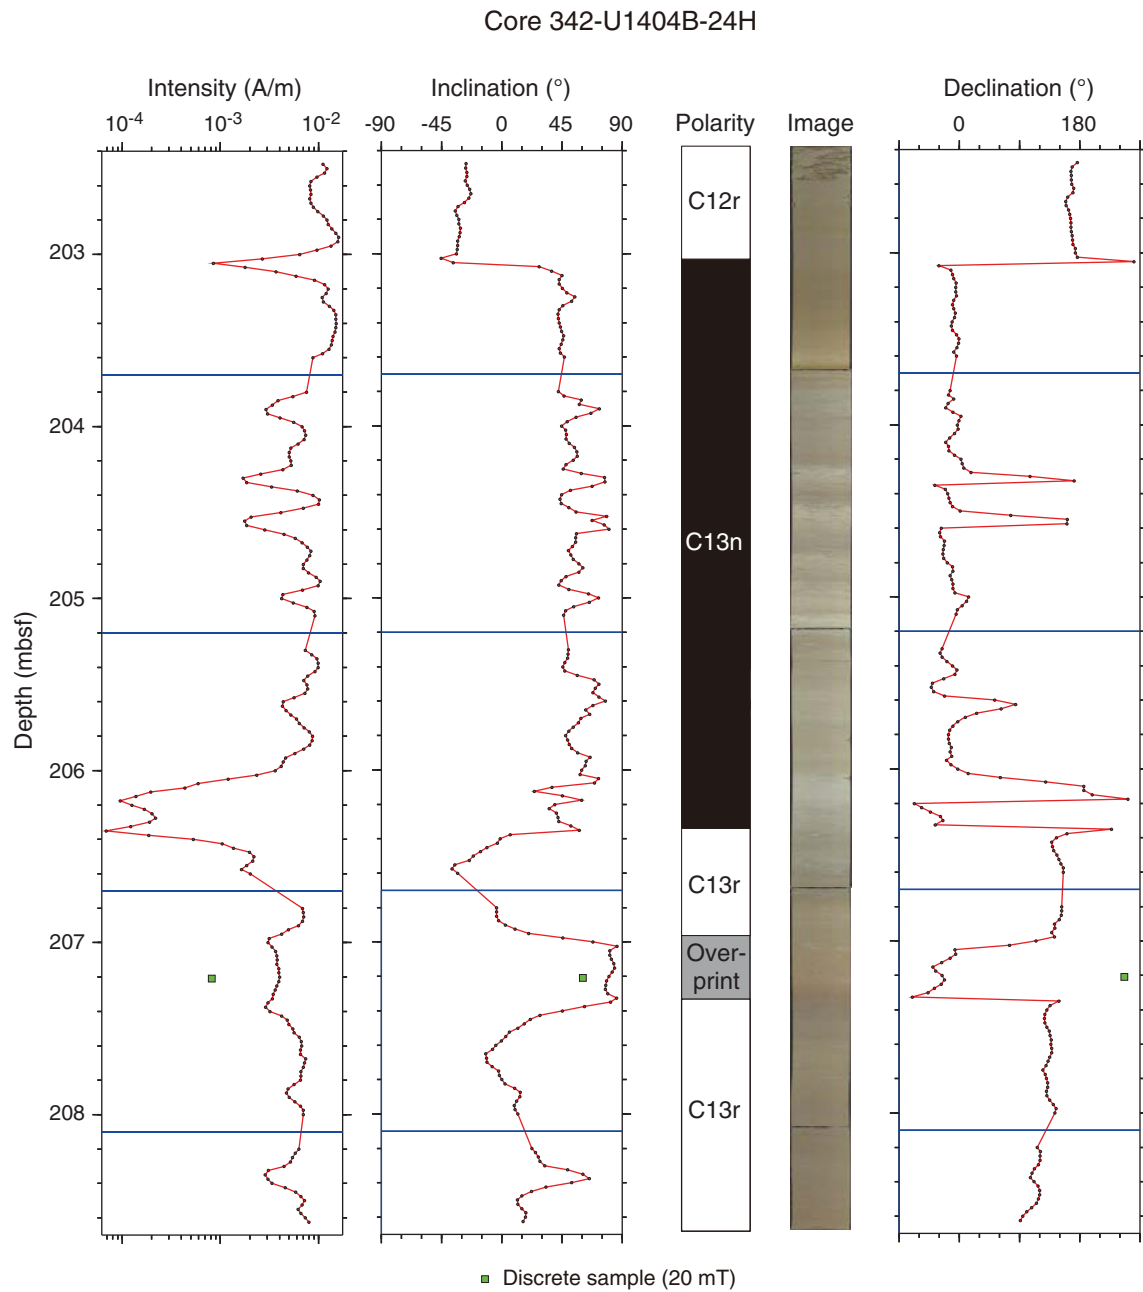 Core 342-U1404B-24H
Intensity (A/m) Inclination (°) Declination (°)
10-4 10-3 10-2 -90 -45 0 45 90 Polarity Image 0 180
C12r
203
204
C13n
205
Depth (mbsf)
206
C13r
207
Over-
print
208
C13r
Discrete sample (20 mT)